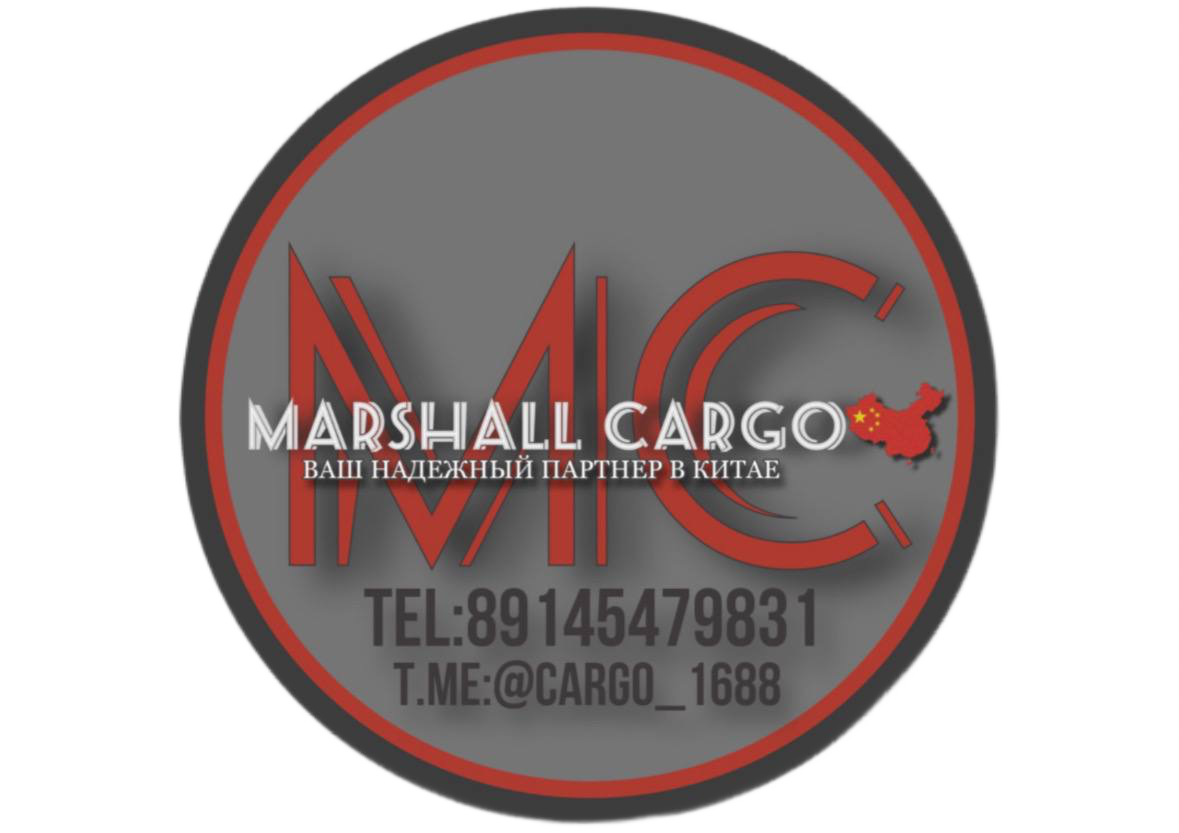 MC
MARSHALL CARGO
ВАШ НАДЕЖНЫЙ ПАРТНЕР В КИТАЕ
TEL:89145479831
T.ME:@CARGO_1688